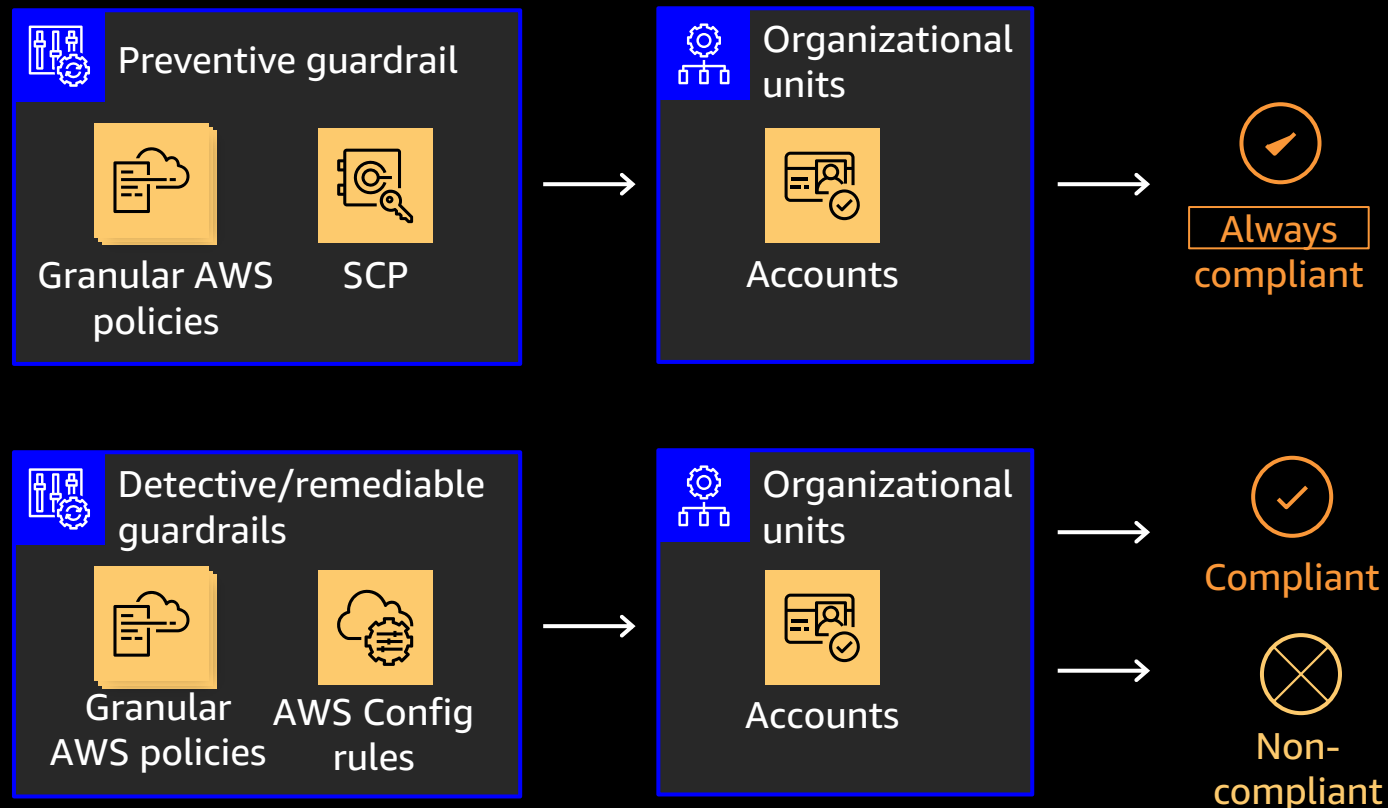 Preventive guardrail
Granular AWS
policies
SCP
Organizational
units
Accounts
Always
compliant
Detective/remediable
guardrails
Granular
AWS policies
AWS Config
rules
Organizational
units
Accounts
Compliant
Non-
compliant